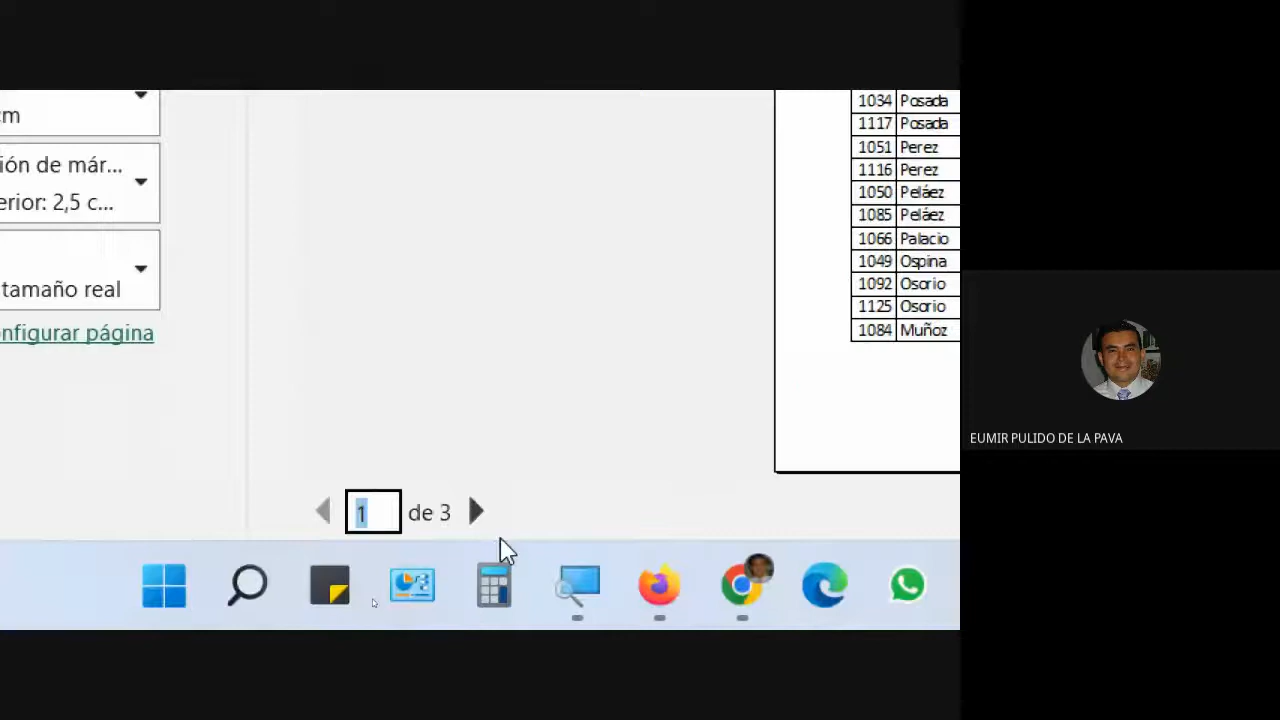 cm
ión de már...
erior: 2,5 c...
tamaño real
nfigurar página
1034 Posada
1117 Posada
1051 Perez
1116 Perez
1050 Peláez
1085 Peláez
1066 Palacio
1049 Ospina
1092 Osorio
1125 Osorio
1084 Muñoz
1 de 3
EUMIR PULIDO DE LA PAVA